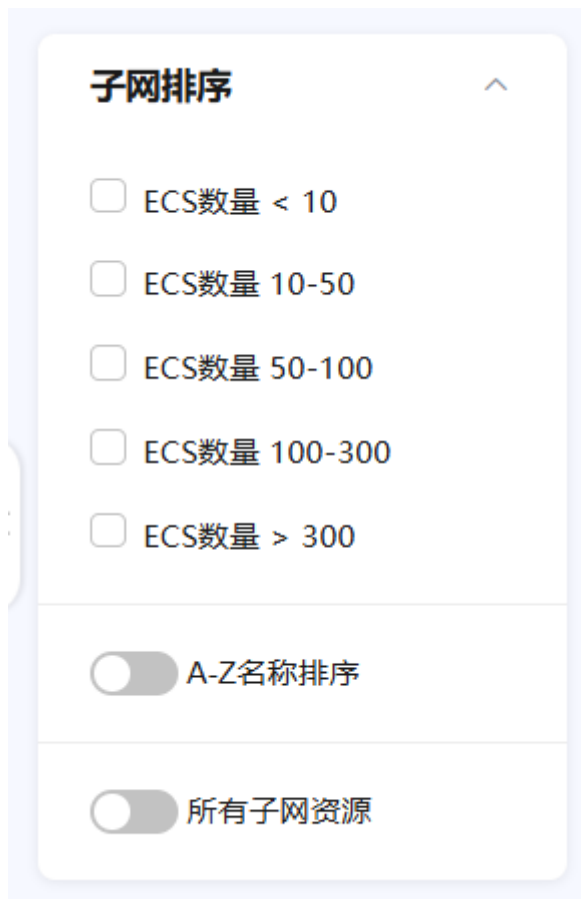 子网排序
ECS数量 < 10
ECS数量 10-50
ECS数量 50-100
ECS数量 100-300
ECS数量 > 300
A-Z名称排序
所有子网资源